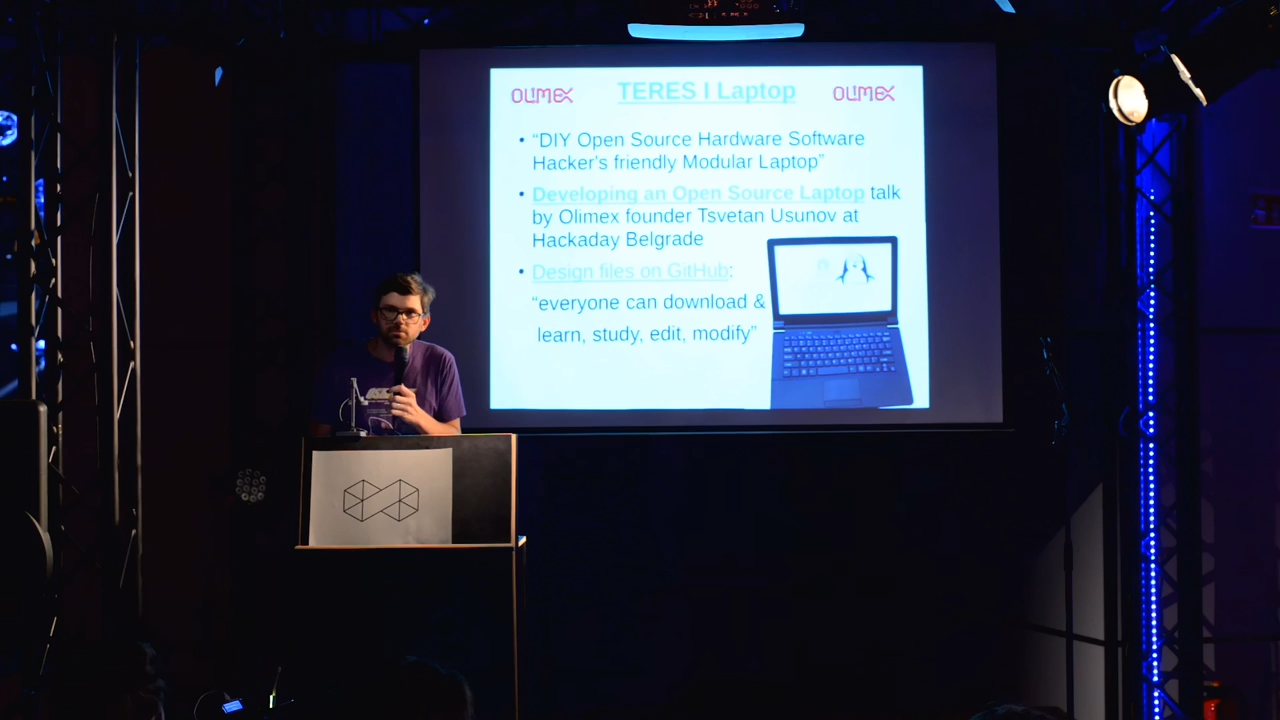 OLIMEX TERES I Laptop OLIMEX
• “DIY Open Source Hardware Software
Hacker's friendly Modular Laptop”
• Developing an Open Source Laptop talk
by Olimex founder Tsvetan Usunov at
Hackaday Belgrade
• Design files on GitHub:
“everyone can download &
learn, study, edit, modify”